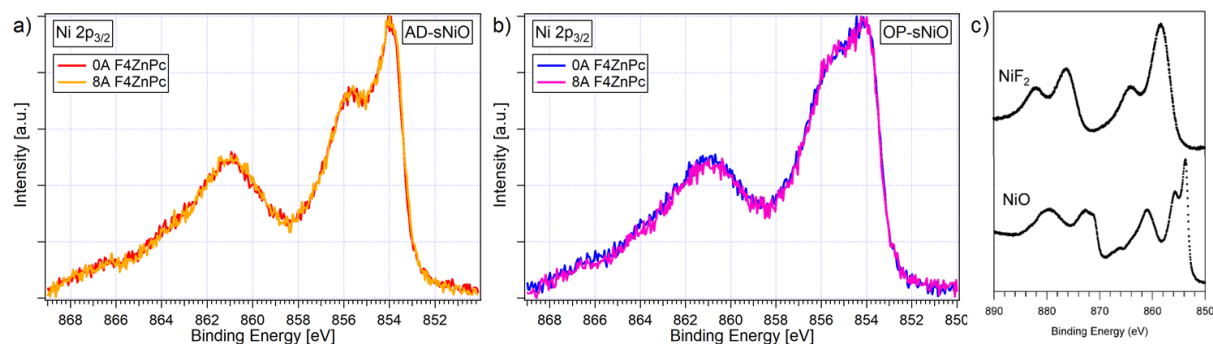 a)
Ni 2p3/2
AD-sNiO
0A F4ZnPc
8A F4ZnPc
Intensity [a.u.]
868 866 864 862 860 858 856 854 852
Binding Energy [eV]
b)
Ni 2p3/2
OP-sNiO
0A F4ZnPc
8A F4ZnPc
Intensity [a.u.]
868 866 864 862 860 858 856 854 852 850
Binding Energy [eV]
c)
NiF2
NiO
Intensity [a.u.]
890 880 870 860 850
Binding Energy (eV)